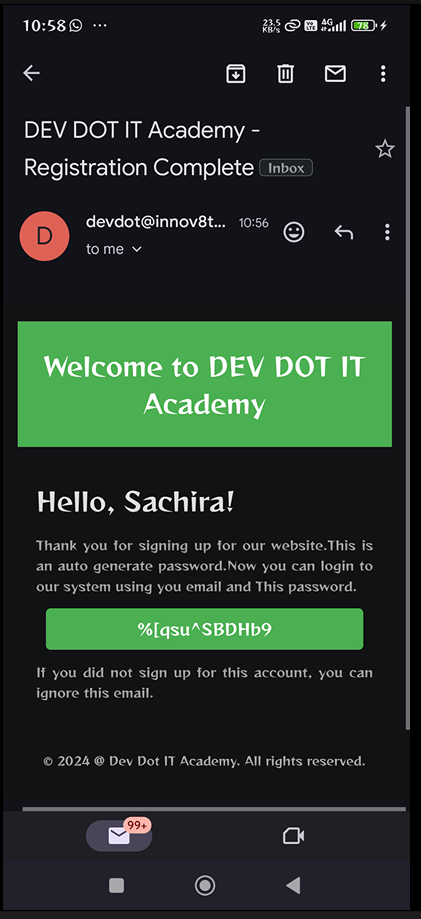 10:58 ... 23.5 KB/s Vo LTE 4G 78
DEV DOT IT Academy -
Registration Complete Inbox
D devdot@innov8t... 10:56
to me
Welcome to DEV DOT IT
Academy
Hello, Sachira!
Thank you for signing up for our website.This is
an auto generate password.Now you can login to
our system using you email and This password.
%[qsu^SBDHb9
If you did not sign up for this account, you can
ignore this email.
© 2024 @ Dev Dot IT Academy. All rights reserved.
99+